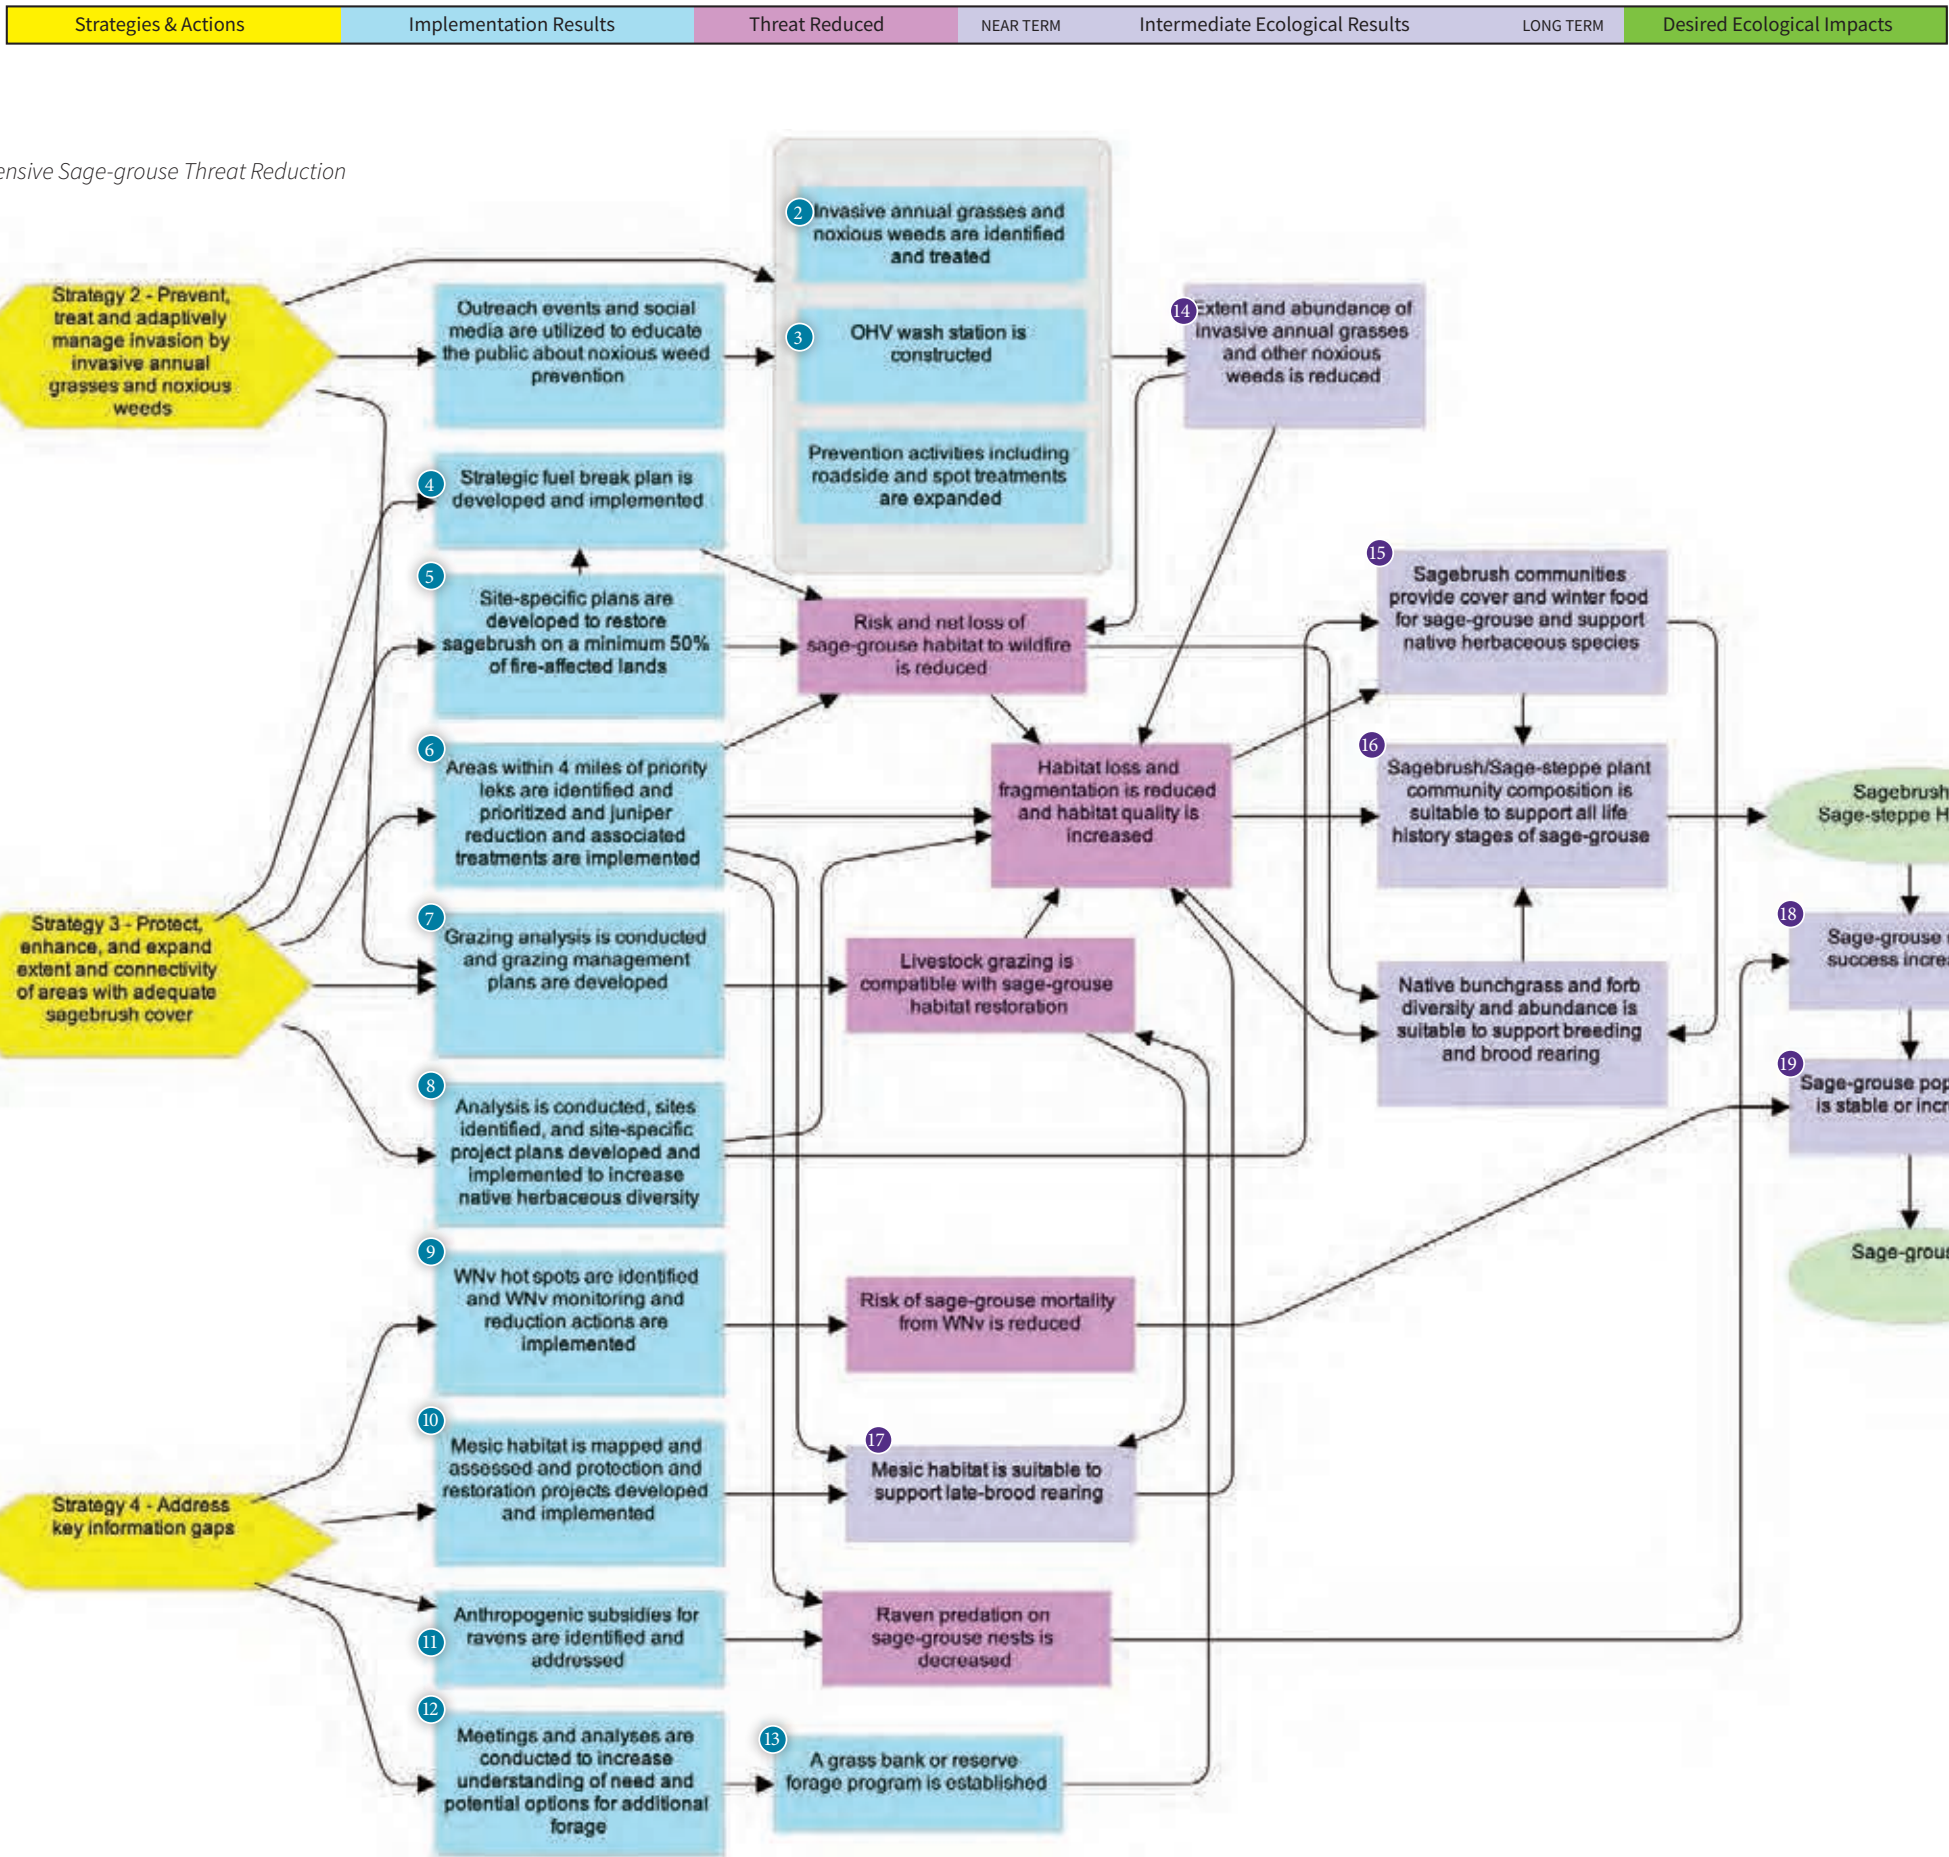 Strategies & Actions
Implementation Results
Threat Reduced
NEAR TERM
Intermediate Ecological Results
LONG TERM
Desired Ecological Impacts
Sage-grouse Threat Reduction
2
Invasive annual grasses and
noxious weeds are identified
and treated
3
OHV wash station is
constructed
Prevention activities including
roadside and spot treatments
are expanded
Strategy 2 - Prevent,
treat and adaptively
manage invasion by
invasive annual
grasses and noxious
weeds
Outreach events and social
media are utilized to educate
the public about noxious weed
prevention
14
Extent and abundance of
invasive annual grasses
and other noxious
weeds is reduced
4
Strategic fuel break plan is
developed and implemented
5
Site-specific plans are
developed to restore
sagebrush on a minimum 50%
of fire-affected lands
Risk and net loss of
sage-grouse habitat to wildfire
is reduced
15
Sagebrush communities
provide cover and winter food
for sage-grouse and support
native herbaceous species
6
Areas within 4 miles of priority
leks are identified and
prioritized and juniper
reduction and associated
treatments are implemented
Habitat loss and
fragmentation is reduced
and habitat quality is
increased
16
Sagebrush/Sage-steppe plant
community composition is
suitable to support all life
history stages of sage-grouse
Sagebrush
Sage-steppe H
Strategy 3 - Protect,
enhance, and expand
extent and connectivity
of areas with adequate
sagebrush cover
7
Grazing analysis is conducted
and grazing management
plans are developed
Livestock grazing is
compatible with sage-grouse
habitat restoration
Native bunchgrass and forb
diversity and abundance is
suitable to support breeding
and brood rearing
18
Sage-grouse
success increa
19
Sage-grouse pop
is stable or incr
8
Analysis is conducted, sites
identified, and site-specific
project plans developed and
implemented to increase
native herbaceous diversity
9
WNv hot spots are identified
and WNv monitoring and
reduction actions are
implemented
Risk of sage-grouse mortality
from WNv is reduced
Sage-grous
Strategy 4 - Address
key information gaps
10
Mesic habitat is mapped and
assessed and protection and
restoration projects developed
and implemented
17
Mesic habitat is suitable to
support late-brood rearing
11
Anthropogenic subsidies for
ravens are identified and
addressed
Raven predation on
sage-grouse nests is
decreased
12
Meetings and analyses are
conducted to increase
understanding of need and
potential options for additional
forage
13
A grass bank or reserve
forage program is established